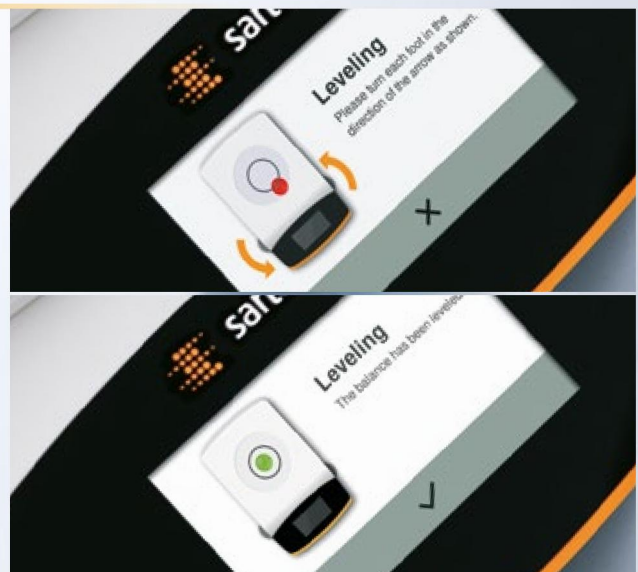 sart
Leveling
Please turn each foot in the
direction of the arrow as shown.
sart
Leveling
The balance has been leveled